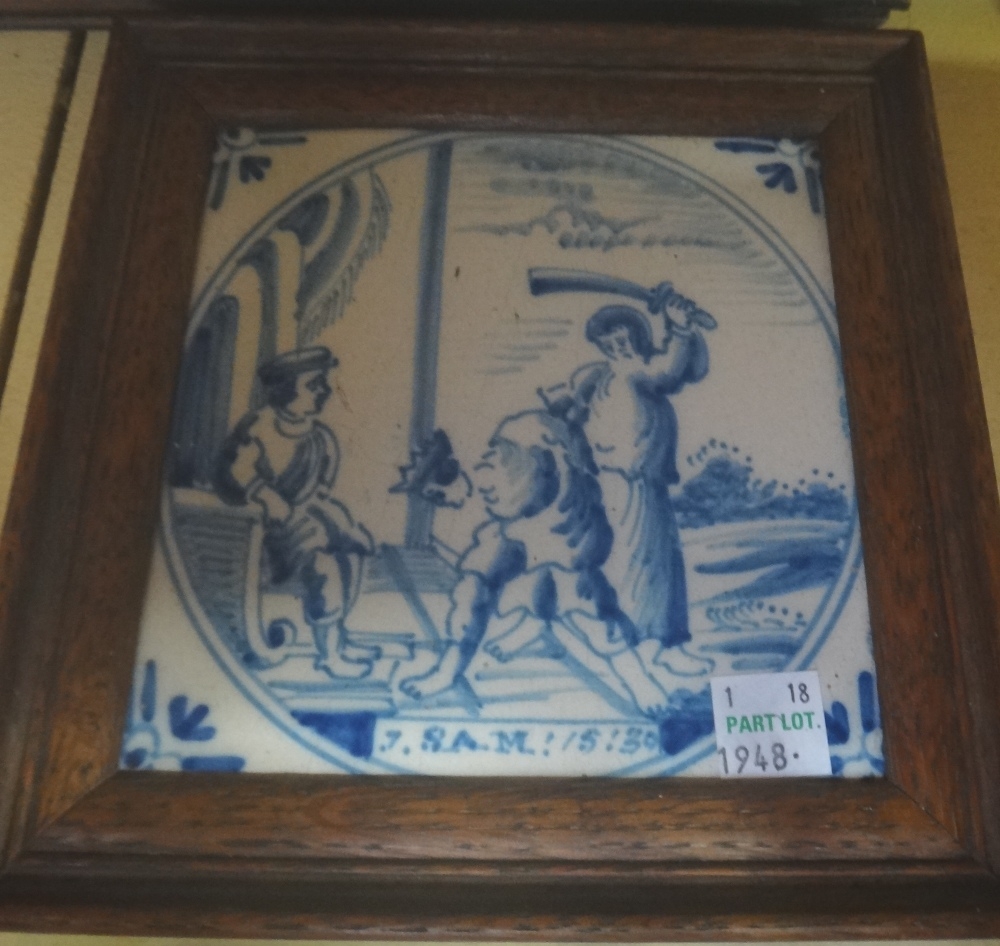 J. SAM: 15:30
1 18
PART LOT.
1948.